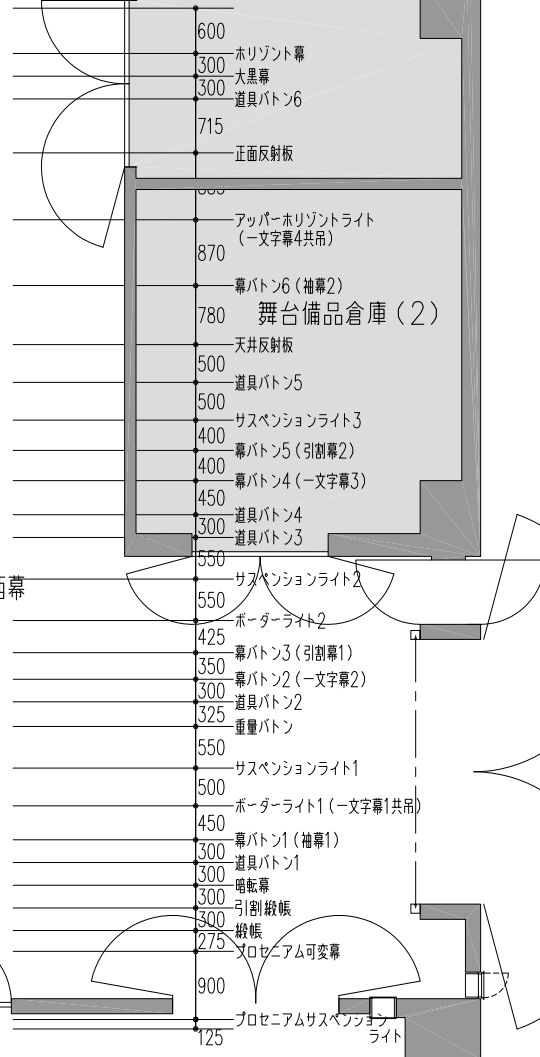 600
ホリゾント幕
300
大黒幕
300
道具バトン6
715
正面反射板
アッパーホリゾントライト
(一文字幕4共吊)
870
幕バトン6(袖幕2)
780
舞台備品倉庫(2)
天井反射板
500
道具バトン5
500
サスペンションライト3
400
幕バトン5(引割幕2)
400
幕バトン4(一文字幕3)
450
道具バトン4
300
道具バトン3
550
サスペンションライト2
幕
550
ボーダーライト2
425
幕バトン3(引割幕1)
350
幕バトン2(一文字幕2)
300
道具バトン2
325
重量バトン
550
サスペンションライト1
500
ボーダーライト1(一文字幕1共吊)
450
幕バトン1(袖幕1)
300
道具バトン1
300
暗転幕
300
引割緞帳
300
緞帳
275
プロセニアム可変幕
900
プロセニアムサスペンション
ライト
125